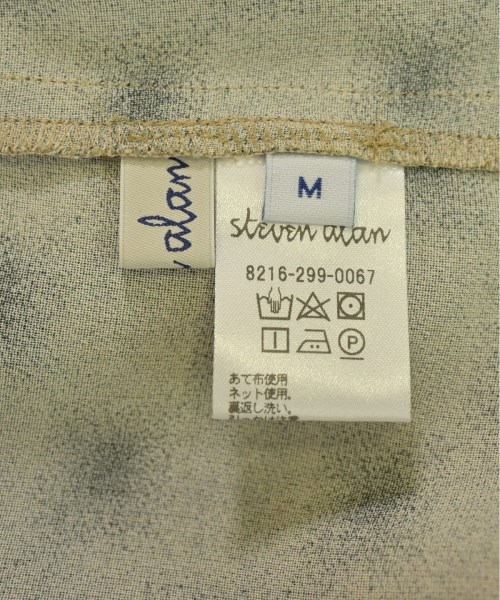 alan
M
steven alan
8216-299-0067
P
あて布使用
ネット使用。
裏返し洗い。